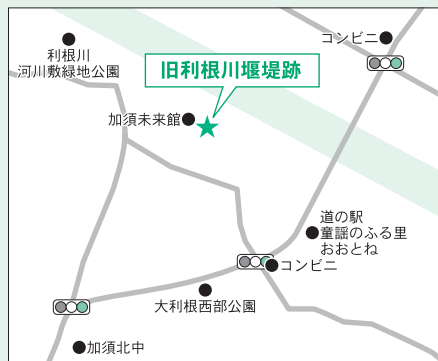 コンビニ
利根川
河川敷緑地公園
旧利根川堰堤跡
加須未来館
道の駅
童謡のふる里
おおとね
コンビニ
大利根西部公園
加須北中